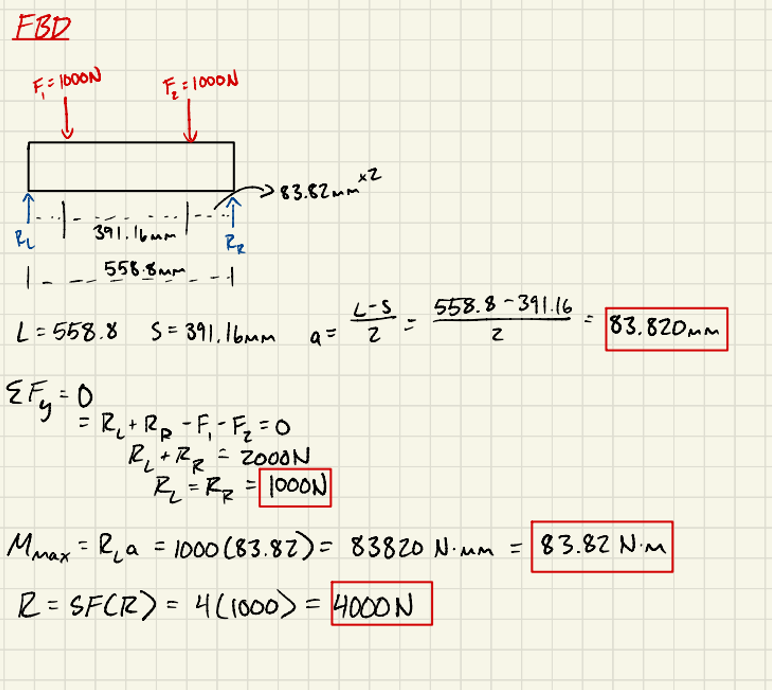 FBD
F₁ = 1000N F₂ = 1000N
83.82mm ×2
R_L 391.16mm R_R
558.8mm
L = 558.8 S = 391.16mm a = (L-S)/2 = (558.8 - 391.16)/2 = 83.820mm
ΣF_y = 0
= R_L + R_R - F₁ - F₂ = 0
R_L + R_R = 2000N
R_L = R_R = 1000N
M_max = R_L a = 1000(83.82) = 83820 N·mm = 83.82 N·m
R = SF(R) = 4(1000) = 4000N